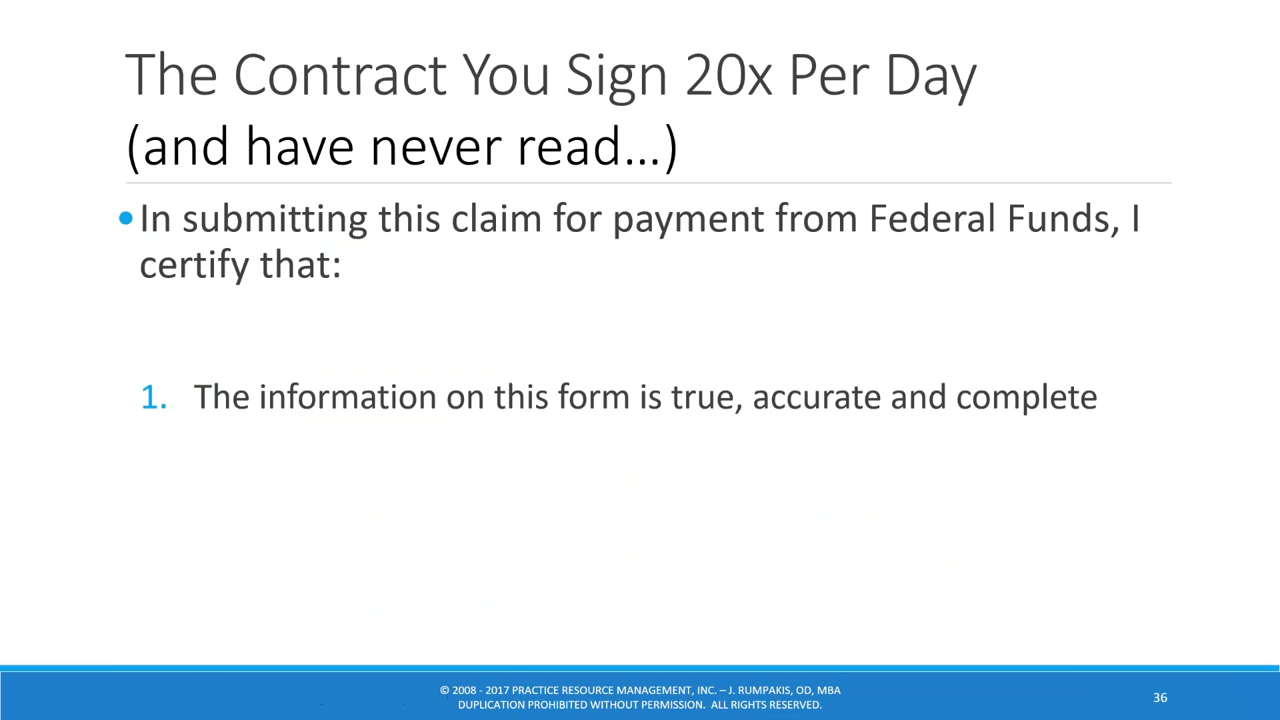 The Contract You Sign 20x Per Day
(and have never read…)
•In submitting this claim for payment from Federal Funds, I
certify that:
1. The information on this form is true, accurate and complete
© 2008 - 2017 PRACTICE RESOURCE MANAGEMENT, INC. – J. RUMPAKIS, OD, MBA
DUPLICATION PROHIBITED WITHOUT PERMISSION. ALL RIGHTS RESERVED.
36